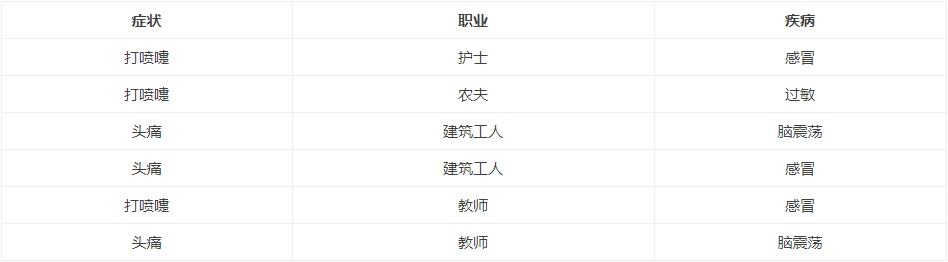 症状 职业 疾病
打喷嚏 护士 感冒
打喷嚏 农夫 过敏
头痛 建筑工人 脑震荡
头痛 建筑工人 感冒
打喷嚏 教师 感冒
头痛 教师 脑震荡